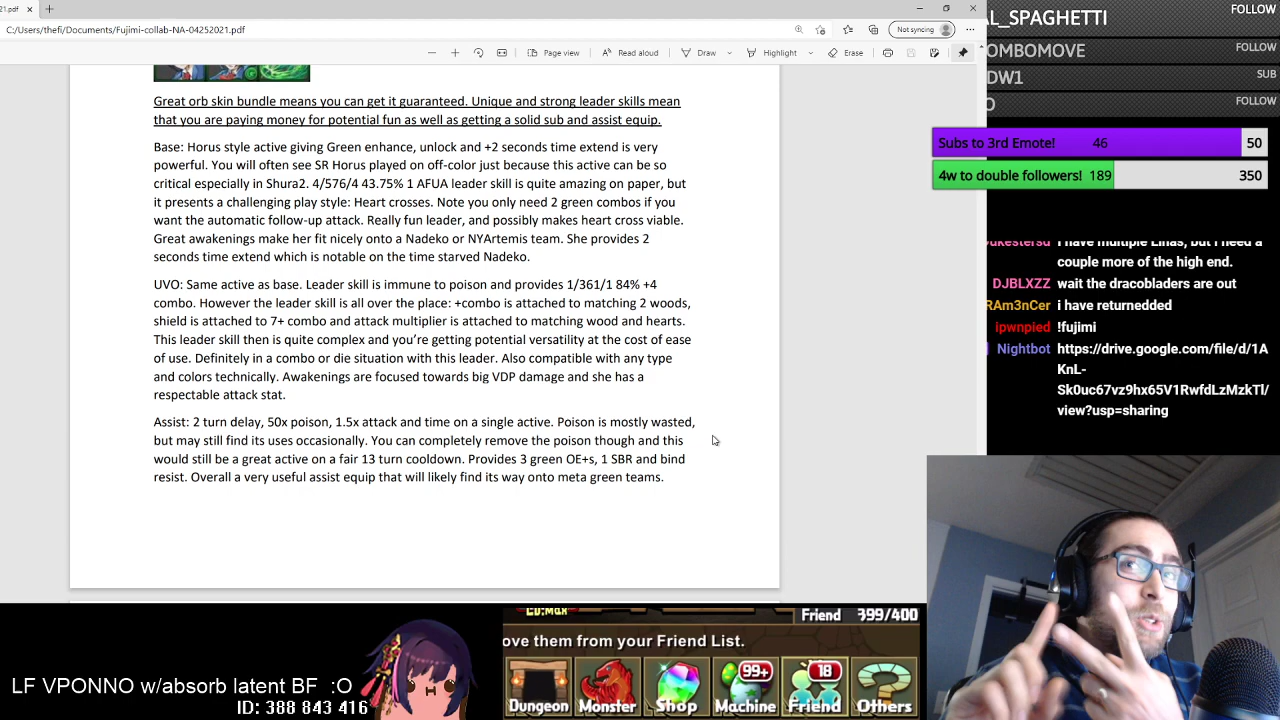 21.pdf
C:/Users/thefi/Documents/Fujimi-collab-NA-04252021.pdf
Not syncing
Page view
Read aloud
Draw
Highlight
Erase
Great orb skin bundle means you can get it guaranteed. Unique and strong leader skills mean
that you are paying money for potential fun as well as getting a solid sub and assist equip.
Base: Horus style active giving Green enhance, unlock and +2 seconds time extend is very
powerful. You will often see SR Horus played on off-color just because this active can be so
critical especially in Shura2. 4/576/4 43.75% 1 AFUA leader skill is quite amazing on paper, but
it presents a challenging play style: Heart crosses. Note you only need 2 green combos if you
want the automatic follow-up attack. Really fun leader, and possibly makes heart cross viable.
Great awakenings make her fit nicely onto a Nadeko or NYArtemis team. She provides 2
seconds time extend which is notable on the time starved Nadeko.
UVO: Same active as base. Leader skill is immune to poison and provides 1/361/1 84% +4
combo. However the leader skill is all over the place: +combo is attached to matching 2 woods,
shield is attached to 7+ combo and attack multiplier is attached to matching wood and hearts.
This leader skill then is quite complex and you're getting potential versatility at the cost of ease
of use. Definitely in a combo or die situation with this leader. Also compatible with any type
and colors technically. Awakenings are focused towards big VDP damage and she has a
respectable attack stat.
Assist: 2 turn delay, 50x poison, 1.5x attack and time on a single active. Poison is mostly wasted,
but may still find its uses occasionally. You can completely remove the poison though and this
would still be a great active on a fair 13 turn cooldown. Provides 3 green OE+s, 1 SBR and bind
resist. Overall a very useful assist equip that will likely find its way onto meta green teams.
AL_SPAGHETTI FOLLOW
OMBOMOVE FOLLOW
DW1 SUB
O FOLLOW
Subs to 3rd Emote! 46 50
4w to double followers! 189 350
I have multiple Linas, but I need a
couple more of the high end.
DJBLXZZ wait the dracobladers are out
RAm3nCer i have returnedded
ipwnpied !fujimi
Nightbot https://drive.google.com/file/d/1A
KnL-
Sk0uc67vz9hx65V1RwfdLzMzkTl/
view?usp=sharing
Friend 399/400
ove them from your Friend List.
99+
18
Dungeon Monster Shop Machine Friend Others
LF VPONNO w/absorb latent BF :O
ID: 388 843 416